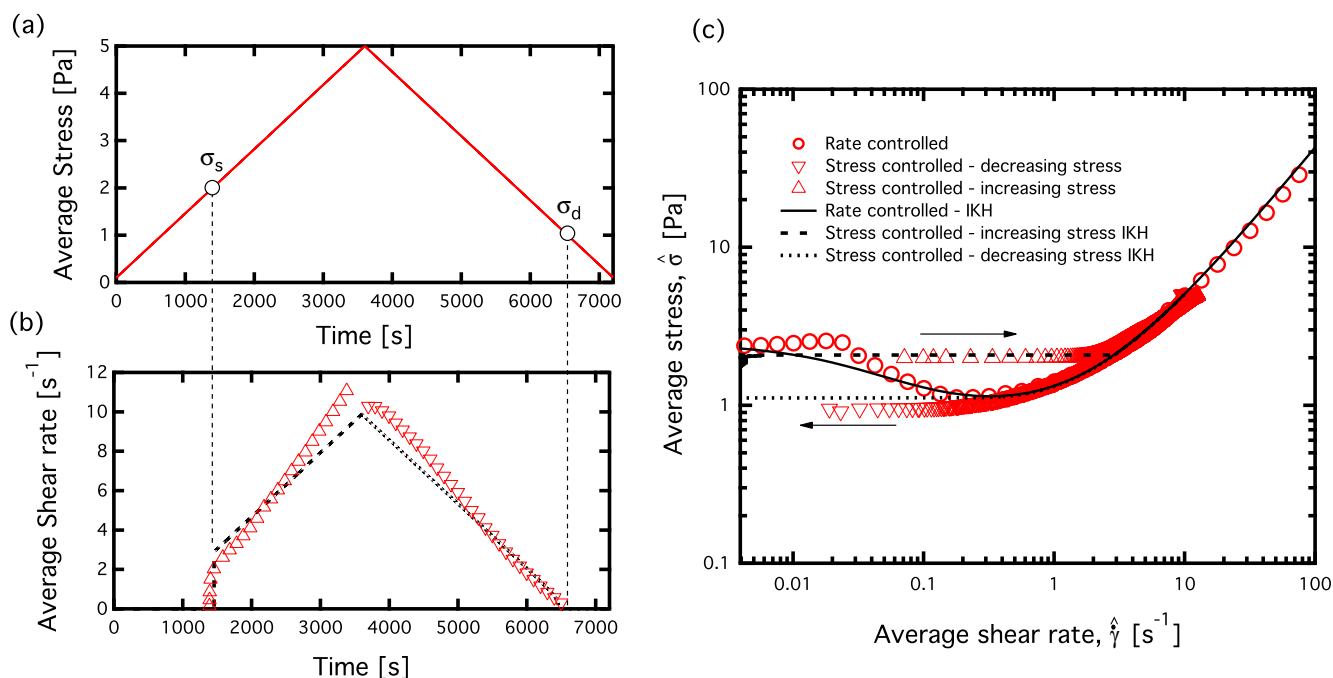 (a)
Average Stress [Pa]
5
4
3
2
1
0
σs
σd
0 1000 2000 3000 4000 5000 6000 7000
Time [s]
(b)
Average Shear rate [s-1]
12
10
8
6
4
2
0
0 1000 2000 3000 4000 5000 6000 7000
Time [s]
(c)
Average stress, σ̂ [Pa]
100
10
1
0.1
Rate controlled
Stress controlled - decreasing stress
Stress controlled - increasing stress
Rate controlled - IKH
Stress controlled - increasing stress IKH
Stress controlled - decreasing stress IKH
0.01 0.1 1 10 100
Average shear rate, γ̇̂ [s-1]